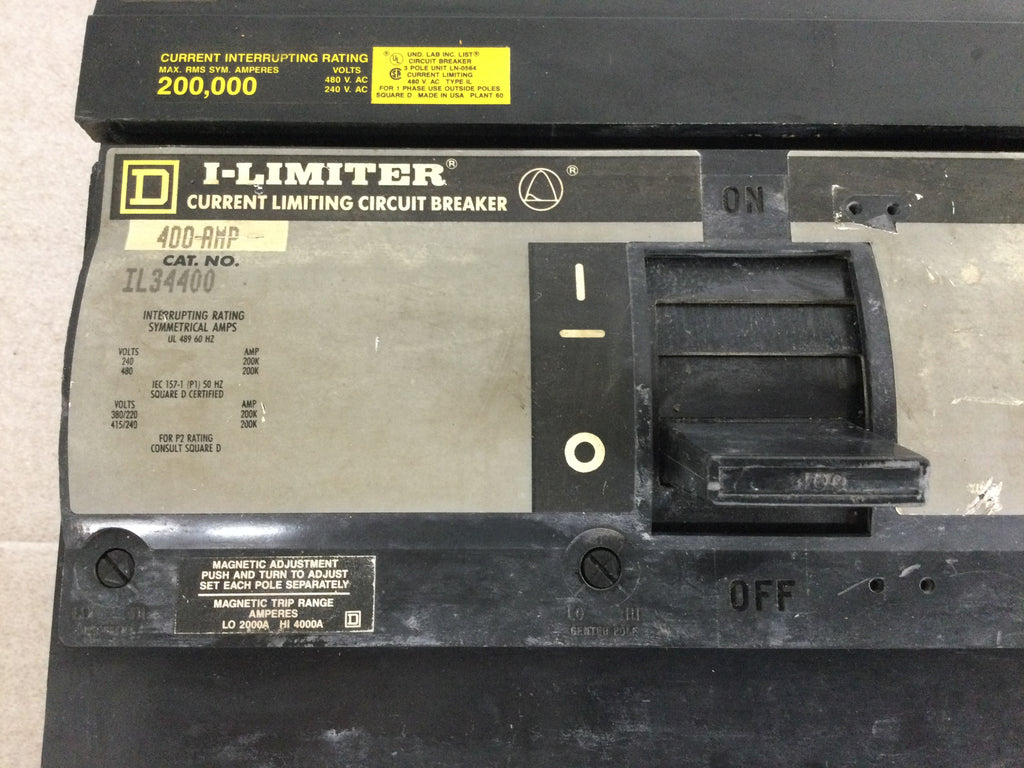 CURRENT INTERRUPTING RATING
MAX. RMS SYM. AMPERES VOLTS
200,000 480 V. AC
240 V. AC
UND. LAB INC. LIST®
CIRCUIT BREAKER
3 POLE UNIT LN-0564
CURRENT LIMITING
480 V. AC TYPE IL
FOR 1 PHASE USE OUTSIDE POLES
SQUARE D MADE IN USA PLANT 60
D I-LIMITER® ®
CURRENT LIMITING CIRCUIT BREAKER
ON
400-AMP
CAT. NO.
IL34400
INTERRUPTING RATING
SYMMETRICAL AMPS
UL 489 60 HZ
VOLTS AMP
240 200K
480 200K
IEC 157-1 (P1) 50 HZ
SQUARE D CERTIFIED
VOLTS AMP
380/220 200K
415/240 200K
FOR P2 RATING
CONSULT SQUARE D
I
O
400
MAGNETIC ADJUSTMENT
PUSH AND TURN TO ADJUST
SET EACH POLE SEPARATELY
MAGNETIC TRIP RANGE
AMPERES
LO 2000A HI 4000A D
LO HI
LO HI
CENTER POLE
OFF